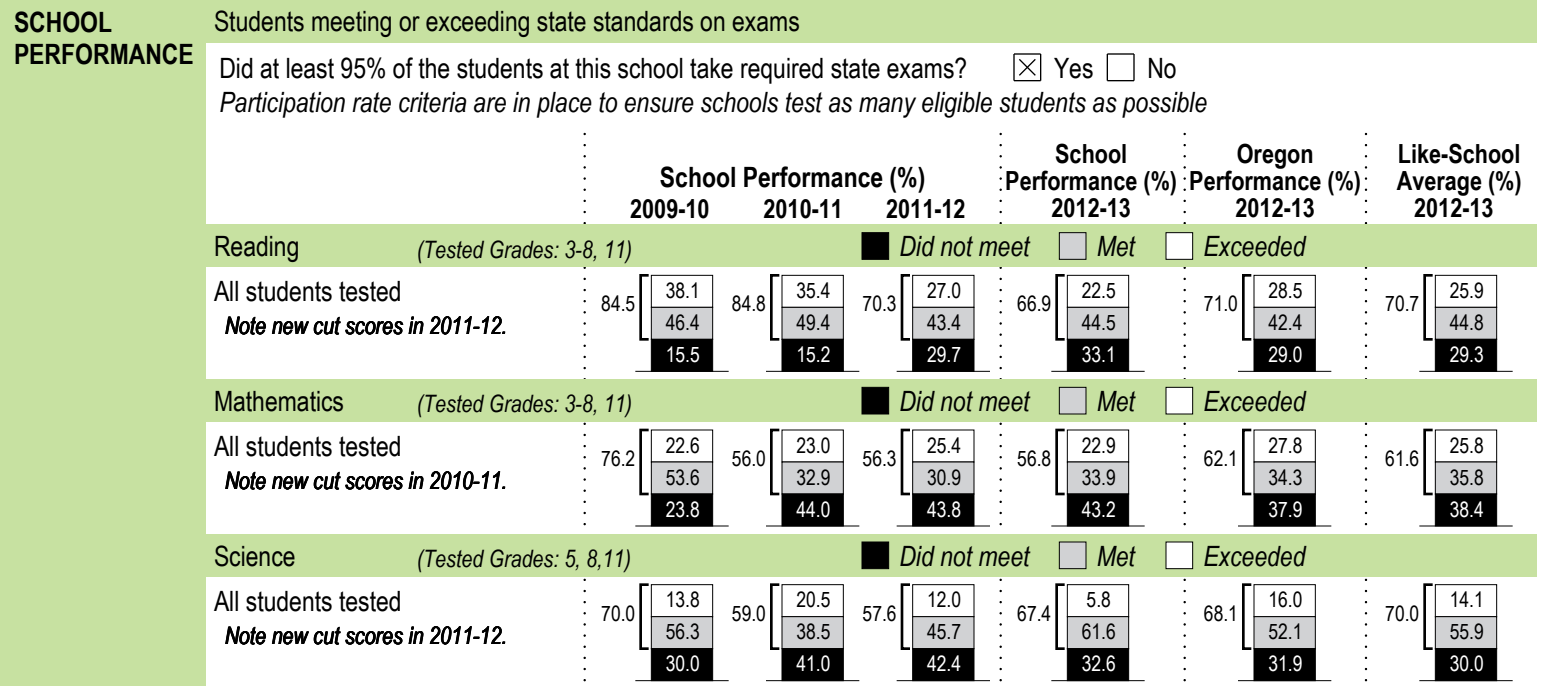 SCHOOL
PERFORMANCE
Students meeting or exceeding state standards on exams
Did at least 95% of the students at this school take required state exams? Yes No
Participation rate criteria are in place to ensure schools test as many eligible students as possible
School Performance (%)
2009-10 2010-11 2011-12
School
Performance (%)
2012-13
Oregon
Performance (%)
2012-13
Like-School
Average (%)
2012-13
Reading (Tested Grades: 3-8, 11) Did not meet Met Exceeded
All students tested
Note new cut scores in 2011-12.
84.5 38.1 84.8 35.4 70.3 27.0 66.9 22.5 71.0 28.5 70.7 25.9
46.4 49.4 43.4 44.5 42.4 44.8
15.5 15.2 29.7 33.1 29.0 29.3
Mathematics (Tested Grades: 3-8, 11) Did not meet Met Exceeded
All students tested
Note new cut scores in 2010-11.
76.2 22.6 56.0 23.0 56.3 25.4 56.8 22.9 62.1 27.8 61.6 25.8
53.6 32.9 30.9 33.9 34.3 35.8
23.8 44.0 43.8 43.2 37.9 38.4
Science (Tested Grades: 5, 8,11) Did not meet Met Exceeded
All students tested
Note new cut scores in 2011-12.
70.0 13.8 59.0 20.5 57.6 12.0 67.4 5.8 68.1 16.0 70.0 14.1
56.3 38.5 45.7 61.6 52.1 55.9
30.0 41.0 42.4 32.6 31.9 30.0